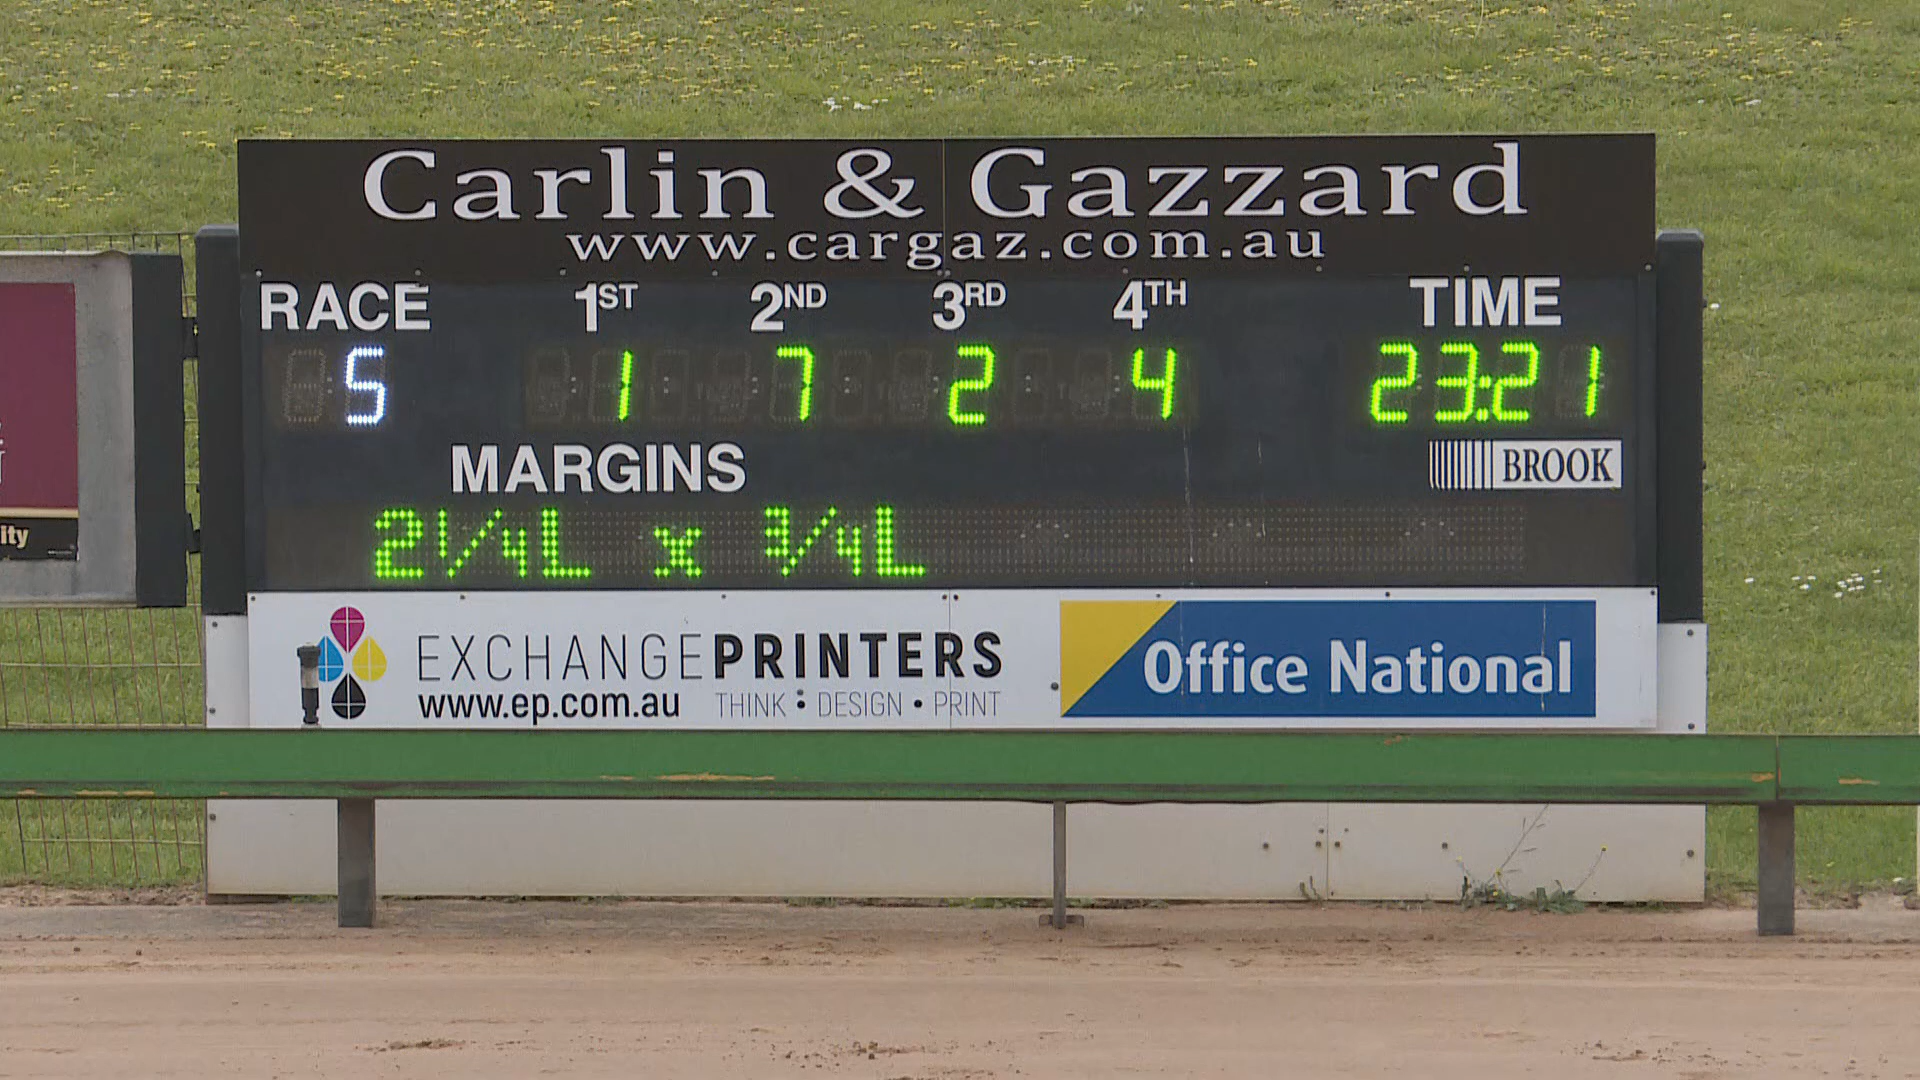 Carlin & Gazzard
www.cargaz.com.au
RACE 1ST 2ND 3RD 4TH TIME
5 1 7 2 4 23:21
MARGINS
BROOK
2 1/4L x 3/4L
ity
EXCHANGEPRINTERS
www.ep.com.au THINK • DESIGN • PRINT
Office National